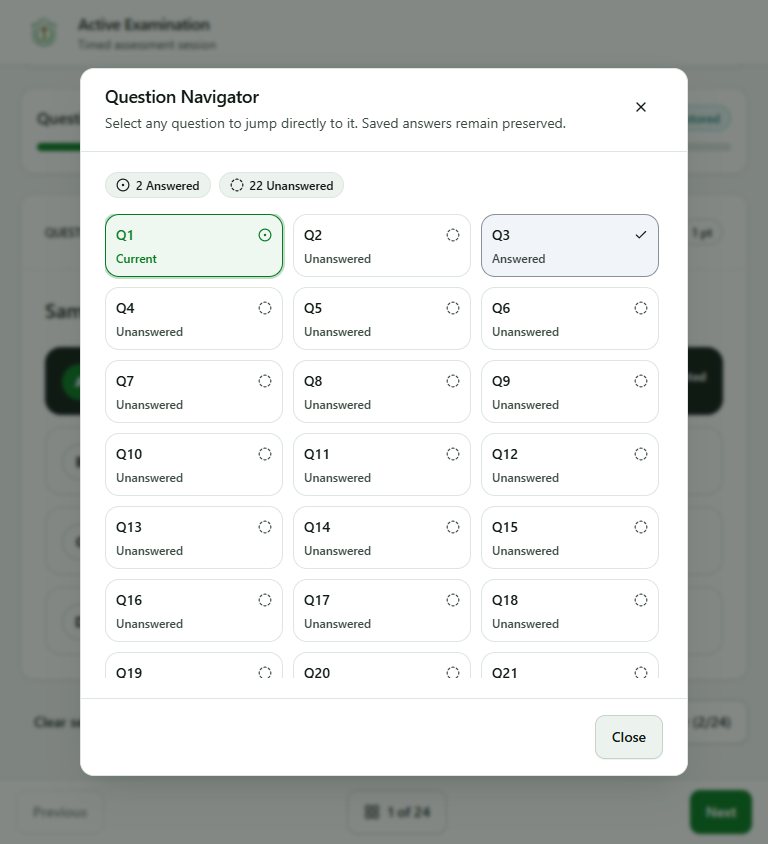 Active Examination
Timed assessment session
Question Navigator
Select any question to jump directly to it. Saved answers remain preserved.
2 Answered
22 Unanswered
Q1
Current
Q2
Unanswered
Q3
Answered
Q4
Unanswered
Q5
Unanswered
Q6
Unanswered
Q7
Unanswered
Q8
Unanswered
Q9
Unanswered
Q10
Unanswered
Q11
Unanswered
Q12
Unanswered
Q13
Unanswered
Q14
Unanswered
Q15
Unanswered
Q16
Unanswered
Q17
Unanswered
Q18
Unanswered
Q19
Q20
Q21
1 pt
Clear
(2/24)
Close
Previous
1 of 24
Next